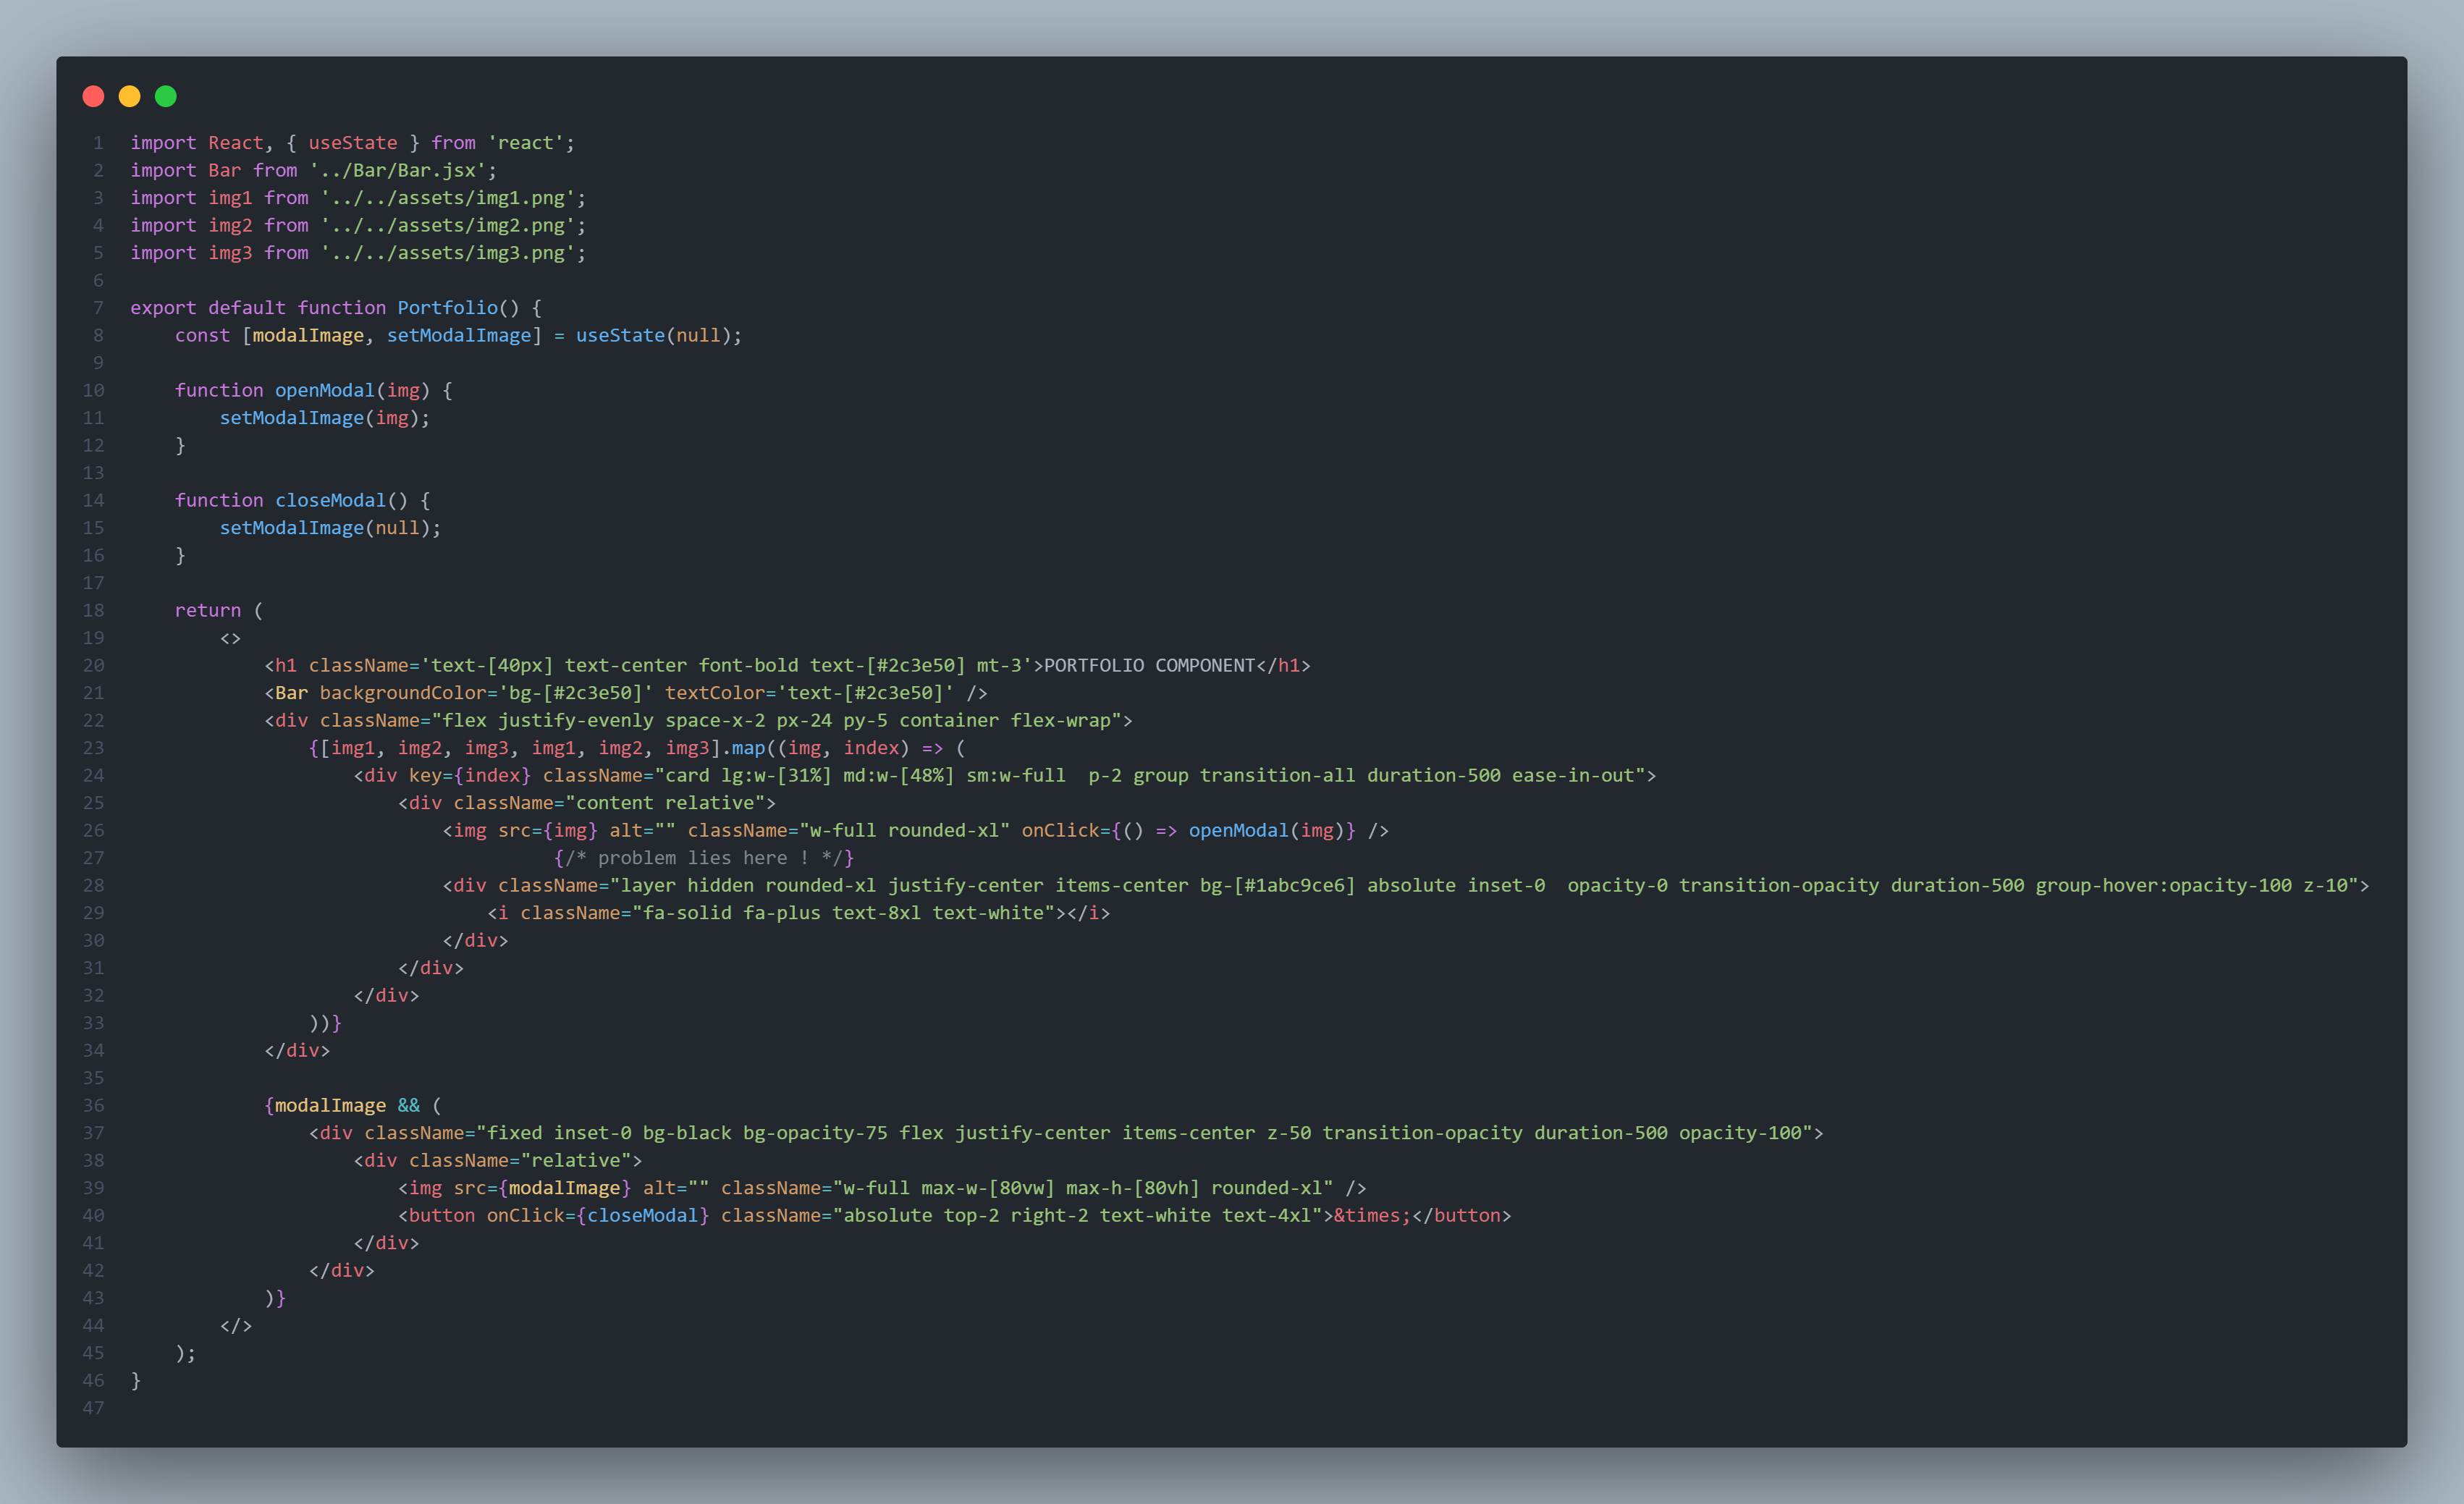 1 import React, { useState } from 'react';
2 import Bar from '../Bar/Bar.jsx';
3 import img1 from '../../assets/img1.png';
4 import img2 from '../../assets/img2.png';
5 import img3 from '../../assets/img3.png';
6
7 export default function Portfolio() {
8     const [modalImage, setModalImage] = useState(null);
9
10     function openModal(img) {
11         setModalImage(img);
12     }
13
14     function closeModal() {
15         setModalImage(null);
16     }
17
18     return (
19         <>
20             <h1 className='text-[40px] text-center font-bold text-[#2c3e50] mt-3'>PORTFOLIO COMPONENT</h1>
21             <Bar backgroundColor='bg-[#2c3e50]' textColor='text-[#2c3e50]' />
22             <div className="flex justify-evenly space-x-2 px-24 py-5 container flex-wrap">
23                 {[img1, img2, img3, img1, img2, img3].map((img, index) => (
24                     <div key={index} className="card lg:w-[31%] md:w-[48%] sm:w-full  p-2 group transition-all duration-500 ease-in-out">
25                         <div className="content relative">
26                             <img src={img} alt="" className="w-full rounded-xl" onClick={() => openModal(img)} />
27                                       {/* problem lies here ! */}
28                             <div className="layer hidden rounded-xl justify-center items-center bg-[#1abc9ce6] absolute inset-0  opacity-0 transition-opacity duration-500 group-hover:opacity-100 z-10">
29                                 <i className="fa-solid fa-plus text-8xl text-white"></i>
30                             </div>
31                         </div>
32                     </div>
33                 ))}
34             </div>
35
36             {modalImage && (
37                 <div className="fixed inset-0 bg-black bg-opacity-75 flex justify-center items-center z-50 transition-opacity duration-500 opacity-100">
38                     <div className="relative">
39                         <img src={modalImage} alt="" className="w-full max-w-[80vw] max-h-[80vh] rounded-xl" />
40                         <button onClick={closeModal} className="absolute top-2 right-2 text-white text-4xl">&times;</button>
41                     </div>
42                 </div>
43             )}
44         </>
45     );
46 }
47